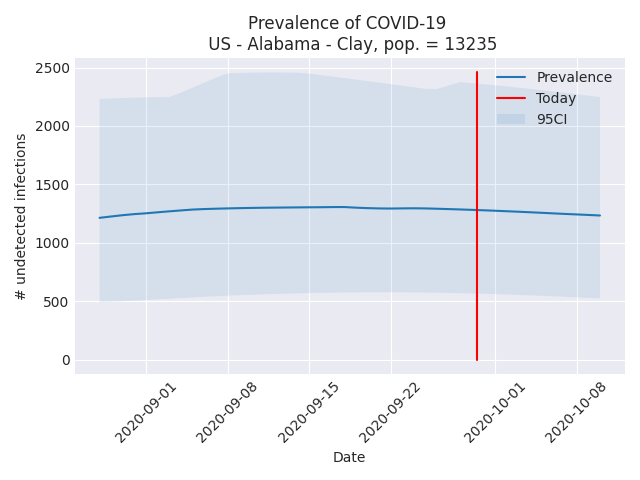 Prevalence of COVID-19
US - Alabama - Clay, pop. = 13235
Prevalence
Today
95CI
2500
2000
1500
1000
500
0
# undetected infections
2020-09-01
2020-09-08
2020-09-15
2020-09-22
2020-10-01
2020-10-08
Date